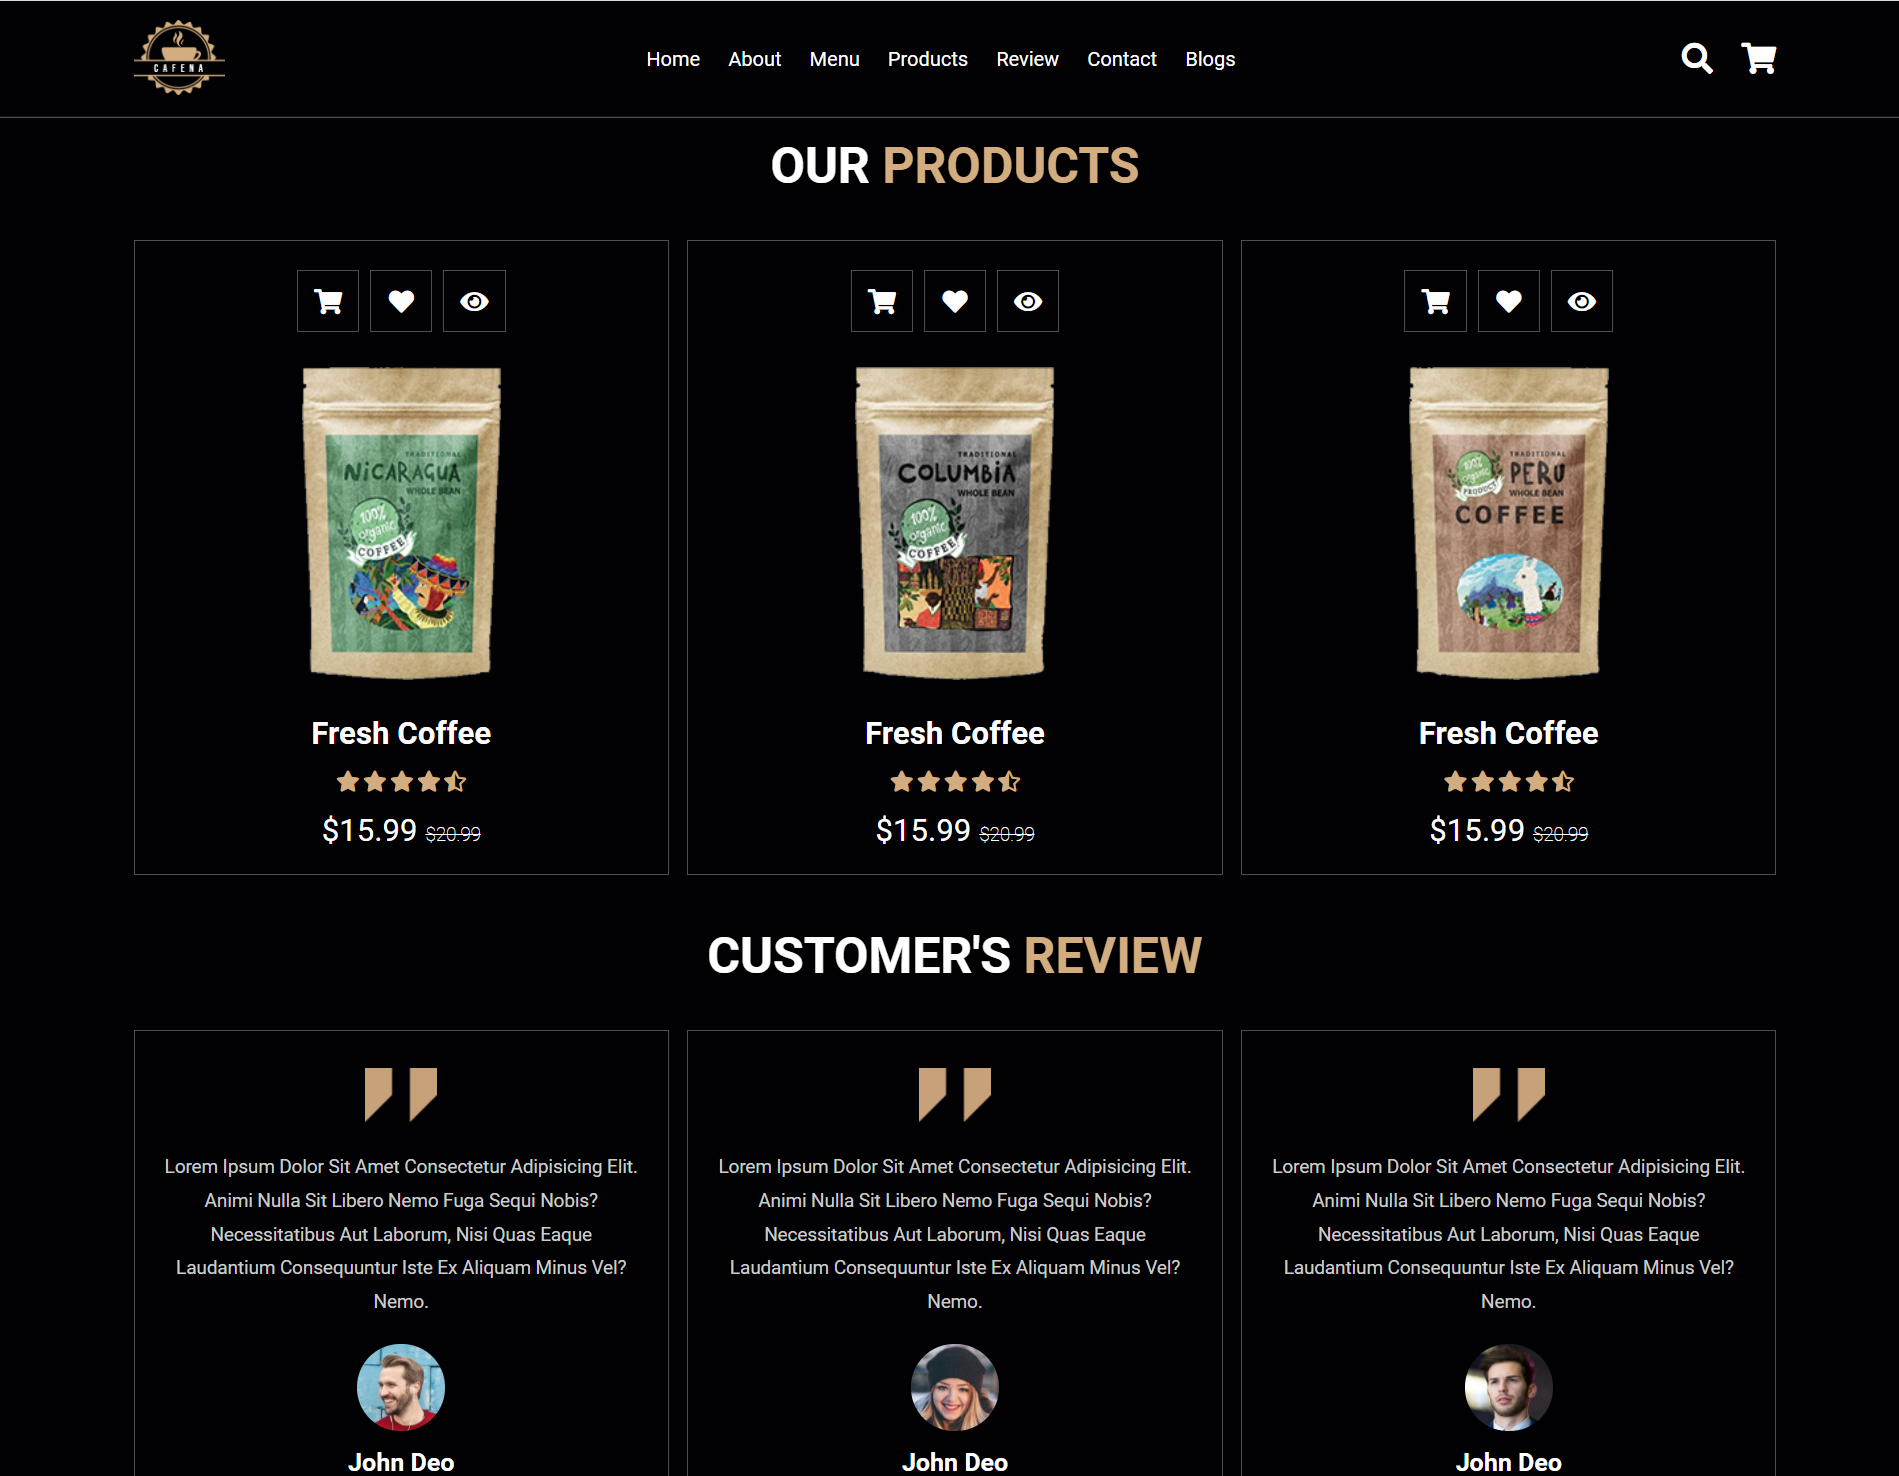 CAFENA
Home About Menu Products Review Contact Blogs
OUR PRODUCTS
TRADITIONAL
NiCARAGUA
WHOLE BEAN
100%
organic
COFFEE
TRADITIONAL
COLUMBiA
WHOLE BEAN
100%
organic
COFFEE
TRADITIONAL
PERU
WHOLE BEAN
100%
organic
PRODUCT
COFFEE
Fresh Coffee
$15.99 $20.99
Fresh Coffee
$15.99 $20.99
Fresh Coffee
$15.99 $20.99
CUSTOMER'S REVIEW
Lorem Ipsum Dolor Sit Amet Consectetur Adipisicing Elit.
Animi Nulla Sit Libero Nemo Fuga Sequi Nobis?
Necessitatibus Aut Laborum, Nisi Quas Eaque
Laudantium Consequuntur Iste Ex Aliquam Minus Vel?
Nemo.
John Deo
Lorem Ipsum Dolor Sit Amet Consectetur Adipisicing Elit.
Animi Nulla Sit Libero Nemo Fuga Sequi Nobis?
Necessitatibus Aut Laborum, Nisi Quas Eaque
Laudantium Consequuntur Iste Ex Aliquam Minus Vel?
Nemo.
John Deo
Lorem Ipsum Dolor Sit Amet Consectetur Adipisicing Elit.
Animi Nulla Sit Libero Nemo Fuga Sequi Nobis?
Necessitatibus Aut Laborum, Nisi Quas Eaque
Laudantium Consequuntur Iste Ex Aliquam Minus Vel?
Nemo.
John Deo